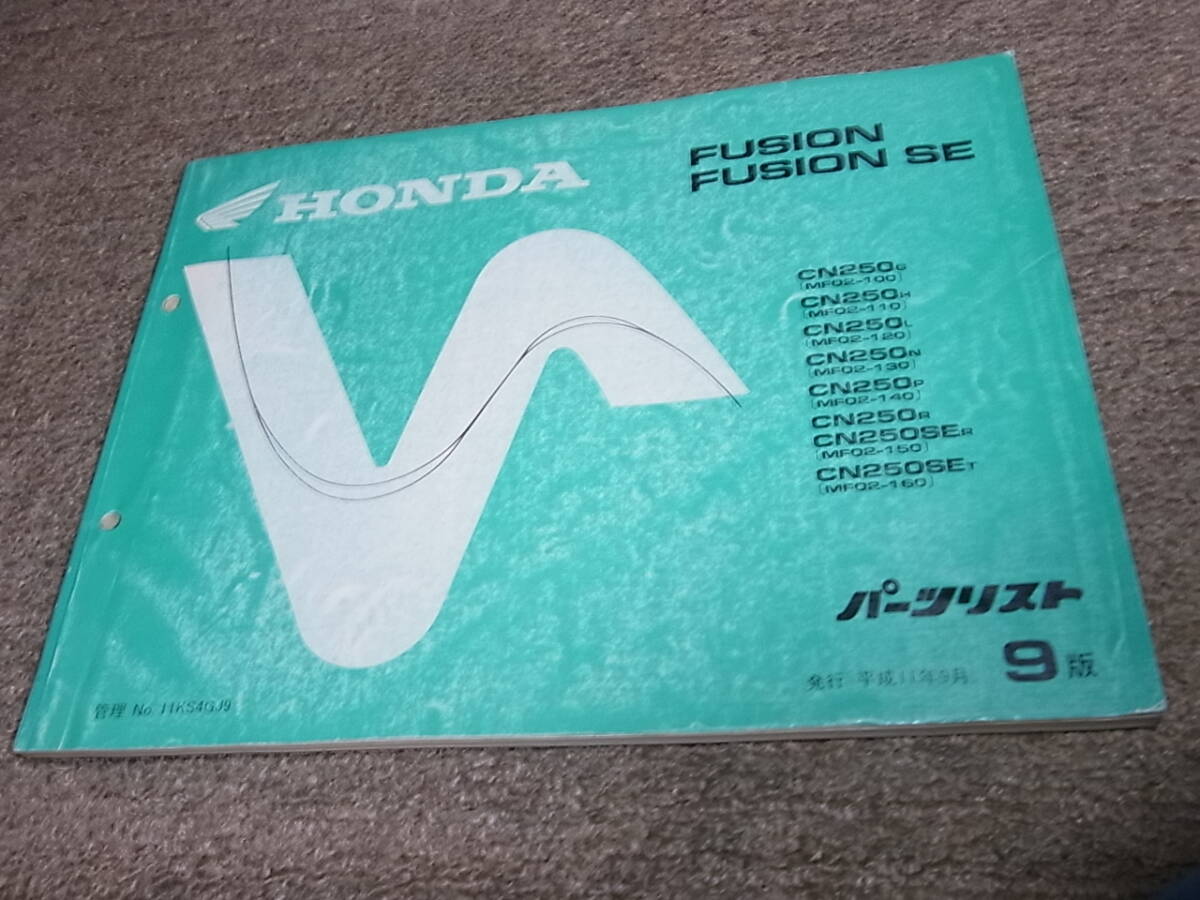 HONDA
FUSION
FUSION SE
CN250G
(MF02-100)
CN250H
(MF02-110)
CN250L
(MF02-120)
CN250N
(MF02-130)
CN250P
(MF02-140)
CN250R
CN250SER
(MF02-150)
CN250SET
(MF02-160)
パーツリスト
発行 平成11年9月 9版
管理 No. 11KS4GJ9